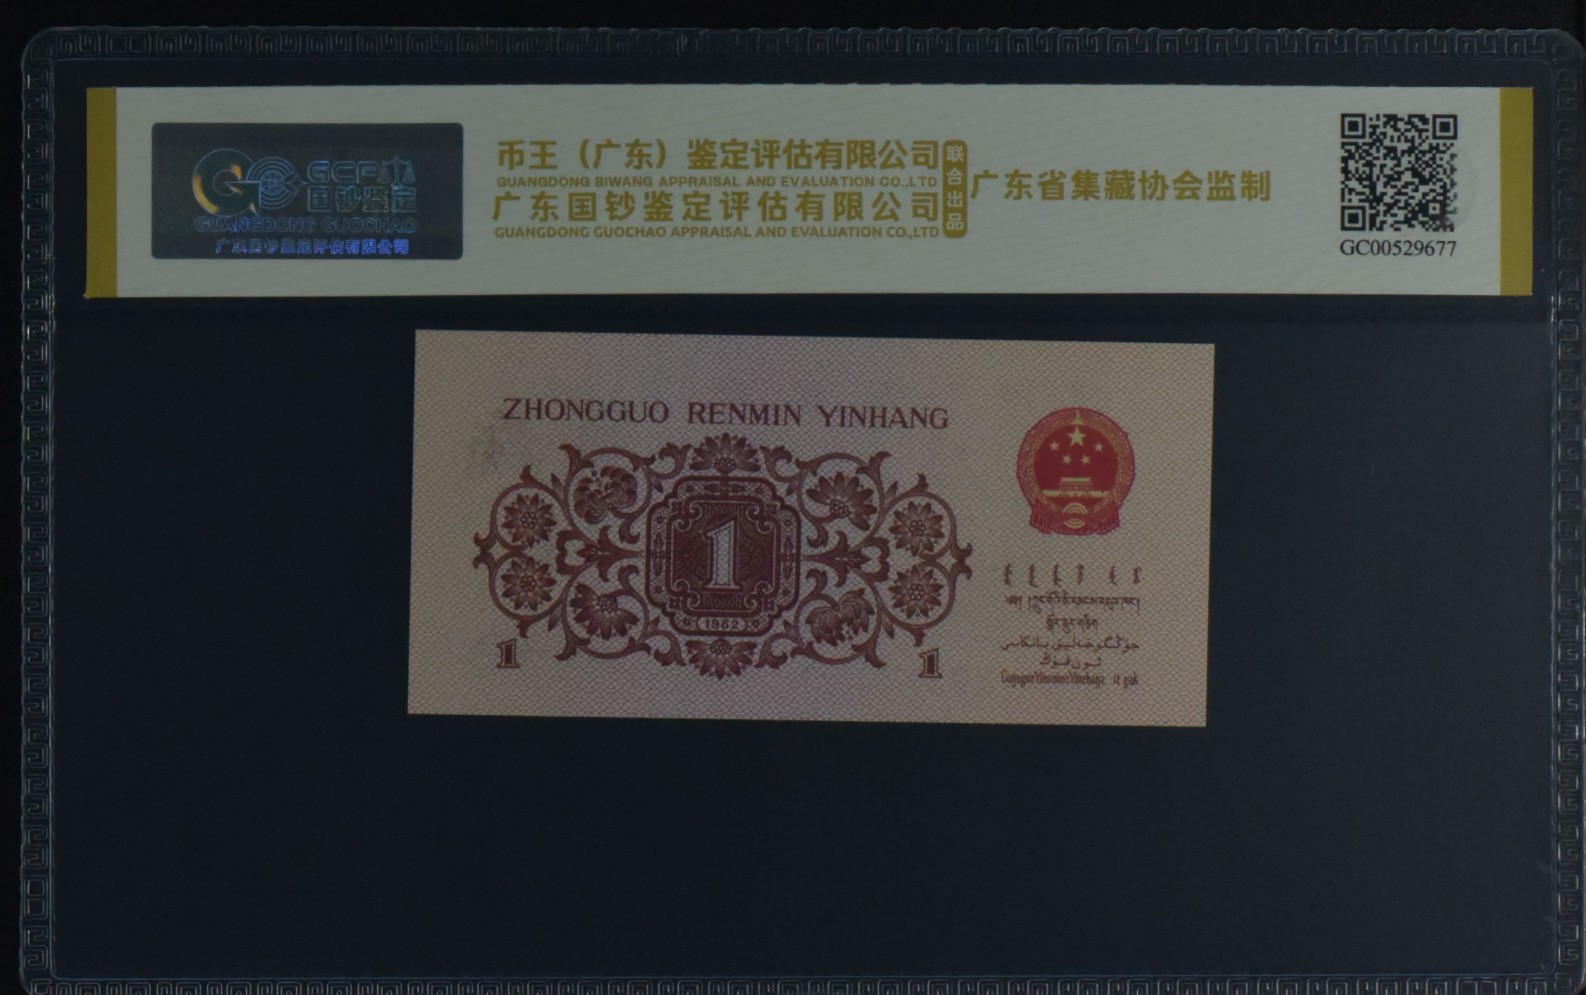 GCF
国钞鉴定
GUANGDONG GUOCHAO
广东国钞鉴定评估有限公司
币王（广东）鉴定评估有限公司
GUANGDONG BIWANG APPRAISAL AND EVALUATION CO.,LTD
广东国钞鉴定评估有限公司
GUANGDONG GUOCHAO APPRAISAL AND EVALUATION CO.,LTD
联合出品
广东省集藏协会监制
GC00529677
ZHONGGUO RENMIN YINHANG
1
1962
1
1
جۇڭگوخەلىق بانكىسى